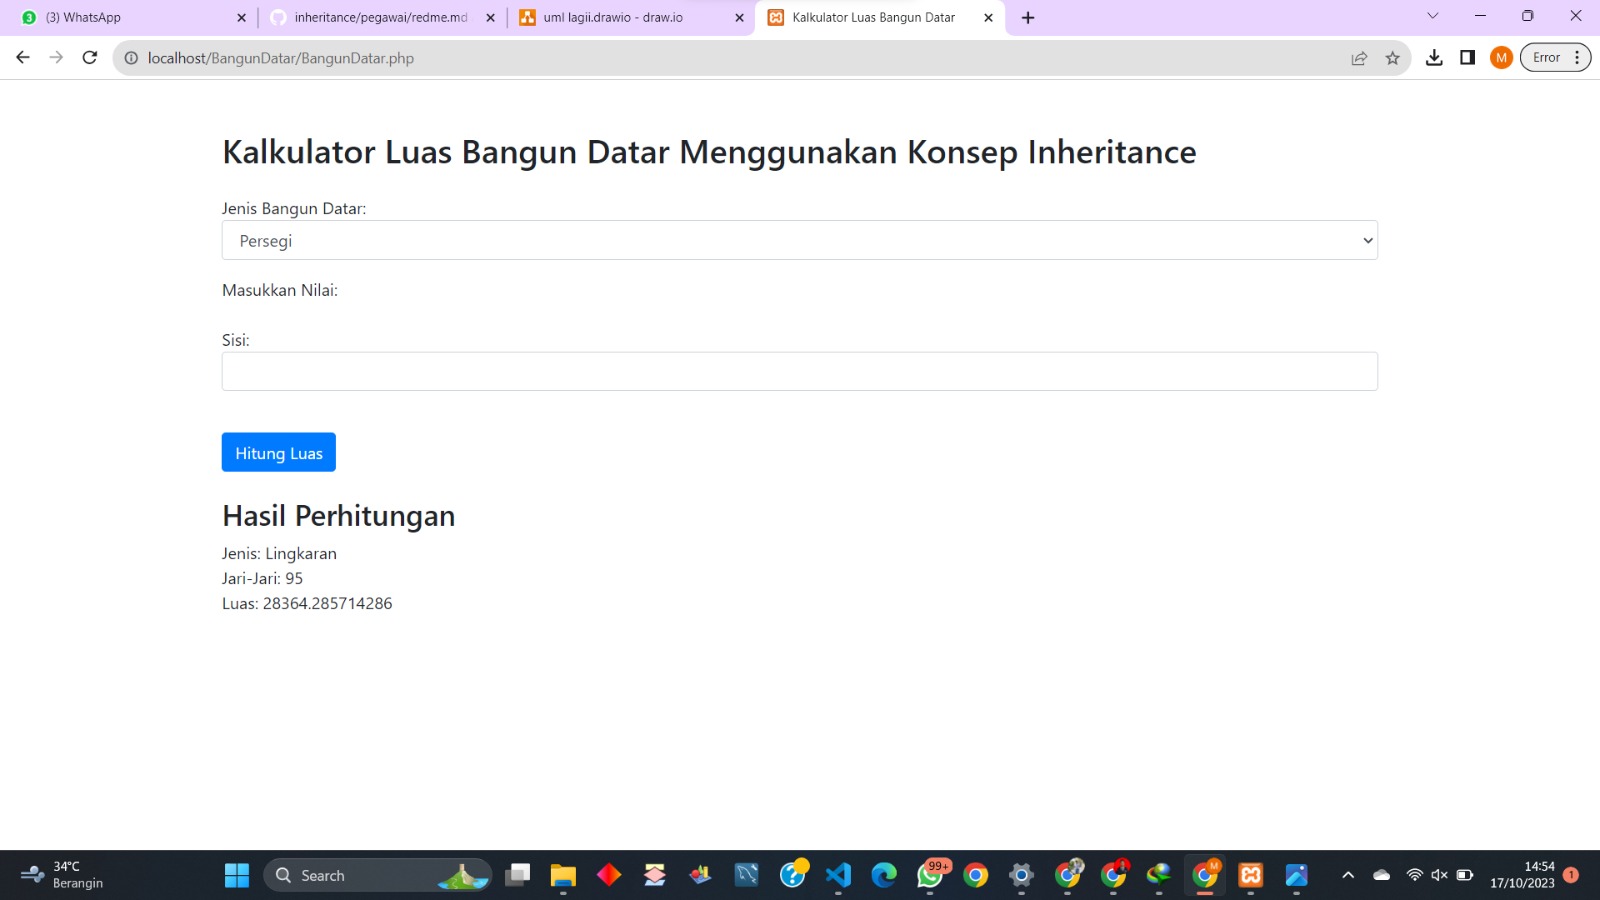 (3) WhatsApp
inheritance/pegawai/redme.md
uml lagii.drawio - draw.io
Kalkulator Luas Bangun Datar
localhost/BangunDatar/BangunDatar.php
M
Error
Kalkulator Luas Bangun Datar Menggunakan Konsep Inheritance
Jenis Bangun Datar:
Persegi
Masukkan Nilai:
Sisi:
Hitung Luas
Hasil Perhitungan
Jenis: Lingkaran
Jari-Jari: 95
Luas: 28364.285714286
34°C
Berangin
Search
99+
M
14:54
17/10/2023
1